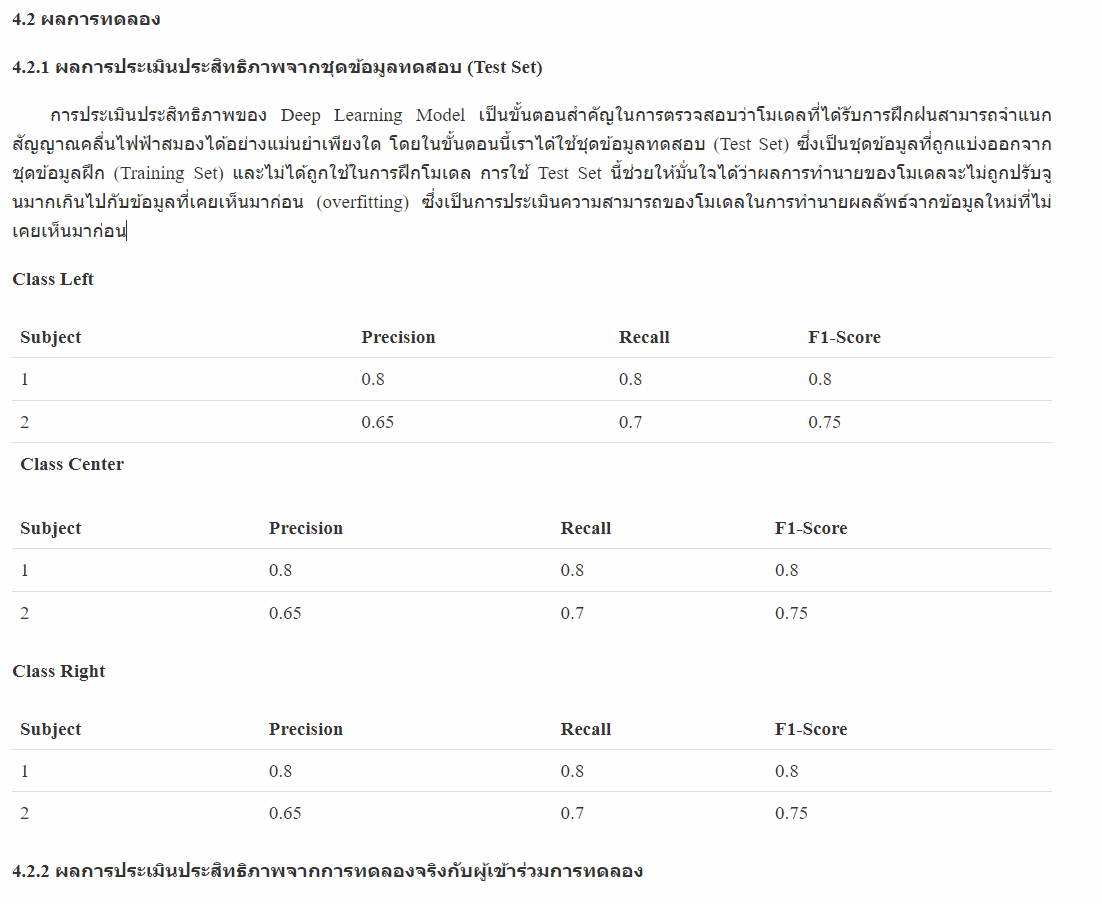 4.2 ผลการทดลอง
4.2.1 ผลการประเมินประสิทธิภาพจากชุดข้อมูลทดสอบ (Test Set)
การประเมินประสิทธิภาพของ Deep Learning Model เป็นขั้นตอนสำคัญในการตรวจสอบว่าโมเดลที่ได้รับการฝึกฝนสามารถจำแนก
สัญญาณคลื่นไฟฟ้าสมองได้อย่างแม่นยำเพียงใด โดยในขั้นตอนนี้เราได้ใช้ชุดข้อมูลทดสอบ (Test Set) ซึ่งเป็นชุดข้อมูลที่ถูกแบ่งออกจาก
ชุดข้อมูลฝึก (Training Set) และไม่ได้ถูกใช้ในการฝึกโมเดล การใช้ Test Set นี้ช่วยให้มั่นใจได้ว่าผลการทำนายของโมเดลจะไม่ถูกปรับจู
นมากเกินไปกับข้อมูลที่เคยเห็นมาก่อน (overfitting) ซึ่งเป็นการประเมินความสามารถของโมเดลในการทำนายผลลัพธ์จากข้อมูลใหม่ที่ไม่
เคยเห็นมาก่อน
Class Left
Subject Precision Recall F1-Score
1 0.8 0.8 0.8
2 0.65 0.7 0.75
Class Center
Subject Precision Recall F1-Score
1 0.8 0.8 0.8
2 0.65 0.7 0.75
Class Right
Subject Precision Recall F1-Score
1 0.8 0.8 0.8
2 0.65 0.7 0.75
4.2.2 ผลการประเมินประสิทธิภาพจากการทดลองจริงกับผู้เข้าร่วมการทดลอง